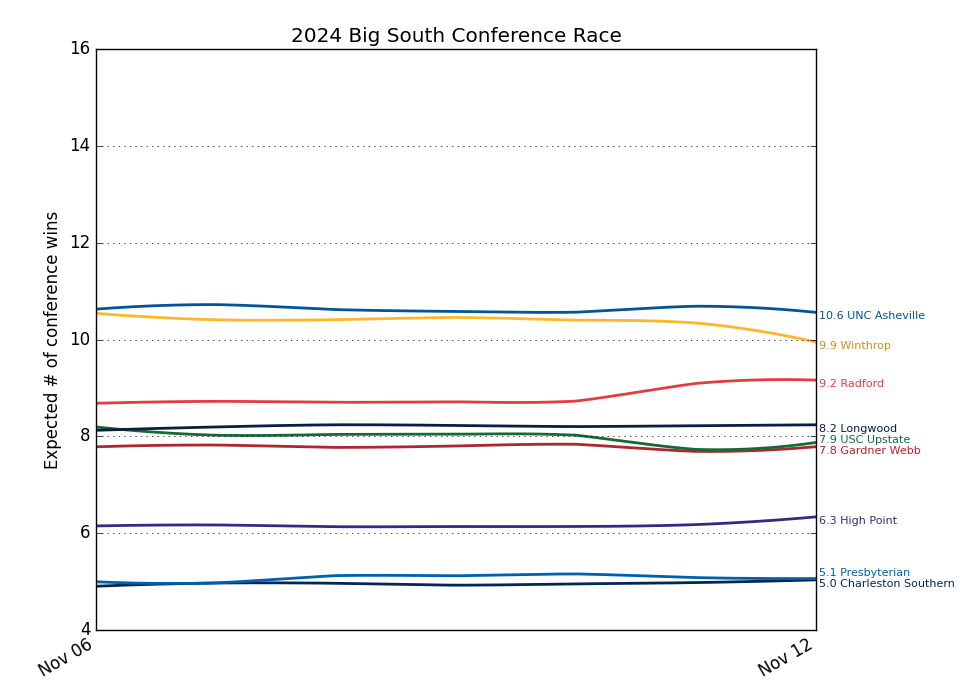 2024 Big South Conference Race
Expected # of conference wins
16
14
12
10
8
6
4
10.6 UNC Asheville
9.9 Winthrop
9.2 Radford
8.2 Longwood
7.9 USC Upstate
7.8 Gardner Webb
6.3 High Point
5.1 Presbyterian
5.0 Charleston Southern
Nov 06
Nov 12